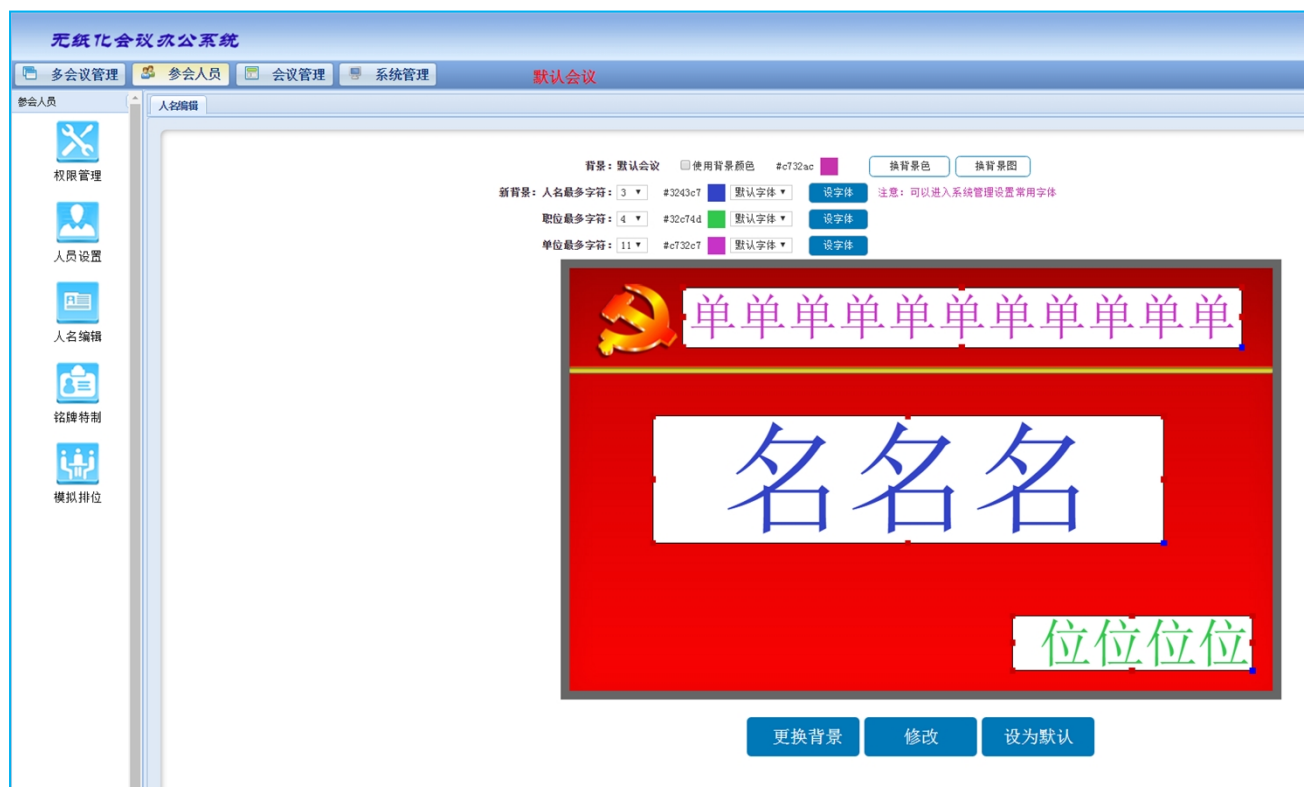 无纸化会议办公系统
多会议管理 参会人员 会议管理 系统管理 默认会议
参会人员
人名编辑
权限管理
人员设置
人名编辑
铭牌特制
模拟排位
背景：默认会议 使用背景颜色 #c732ac 换背景色 换背景图
新背景：人名最多字符：3 #3243c7 默认字体 设字体 注意：可以进入系统管理设置常用字体
职位最多字符：4 #32c74d 默认字体 设字体
单位最多字符：11 #c732c7 默认字体 设字体
单单单单单单单单单单单
名名名
位位位位
更换背景 修改 设为默认